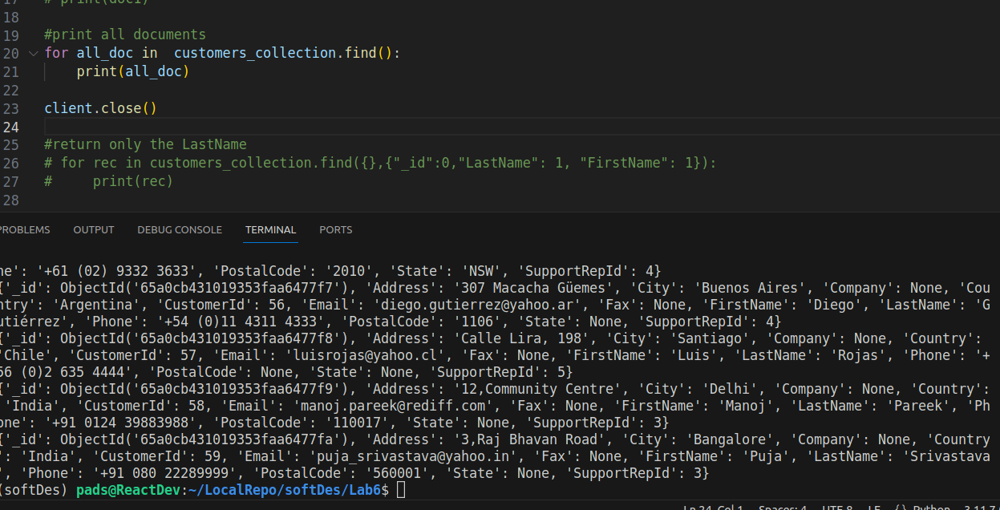 17 # print(doc1)
18
19 #print all documents
20 for all_doc in  customers_collection.find():
21     print(all_doc)
22
23 client.close()
24
25 #return only the LastName
26 # for rec in customers_collection.find({},{"_id":0,"LastName": 1, "FirstName": 1}):
27 #     print(rec)
28
PROBLEMS OUTPUT DEBUG CONSOLE TERMINAL PORTS
ne': '+61 (02) 9332 3633', 'PostalCode': '2010', 'State': 'NSW', 'SupportRepId': 4}
{'_id': ObjectId('65a0cb431019353faa6477f7'), 'Address': '307 Macacha Güemes', 'City': 'Buenos Aires', 'Company': None, 'Cou
ntry': 'Argentina', 'CustomerId': 56, 'Email': 'diego.gutierrez@yahoo.ar', 'Fax': None, 'FirstName': 'Diego', 'LastName': 'G
utiérrez', 'Phone': '+54 (0)11 4311 4333', 'PostalCode': '1106', 'State': None, 'SupportRepId': 4}
{'_id': ObjectId('65a0cb431019353faa6477f8'), 'Address': 'Calle Lira, 198', 'City': 'Santiago', 'Company': None, 'Country':
'Chile', 'CustomerId': 57, 'Email': 'luisrojas@yahoo.cl', 'Fax': None, 'FirstName': 'Luis', 'LastName': 'Rojas', 'Phone': '+
56 (0)2 635 4444', 'PostalCode': None, 'State': None, 'SupportRepId': 5}
{'_id': ObjectId('65a0cb431019353faa6477f9'), 'Address': '12,Community Centre', 'City': 'Delhi', 'Company': None, 'Country':
'India', 'CustomerId': 58, 'Email': 'manoj.pareek@rediff.com', 'Fax': None, 'FirstName': 'Manoj', 'LastName': 'Pareek', 'Ph
one': '+91 0124 39883988', 'PostalCode': '110017', 'State': None, 'SupportRepId': 3}
{'_id': ObjectId('65a0cb431019353faa6477fa'), 'Address': '3,Raj Bhavan Road', 'City': 'Bangalore', 'Company': None, 'Country
': 'India', 'CustomerId': 59, 'Email': 'puja_srivastava@yahoo.in', 'Fax': None, 'FirstName': 'Puja', 'LastName': 'Srivastava
', 'Phone': '+91 080 22289999', 'PostalCode': '560001', 'State': None, 'SupportRepId': 3}
(softDes) pads@ReactDev:~/LocalRepo/softDes/Lab6$
Ln 24, Col 1 Spaces: 4 UTF-8 LF {} Python 3.11.7